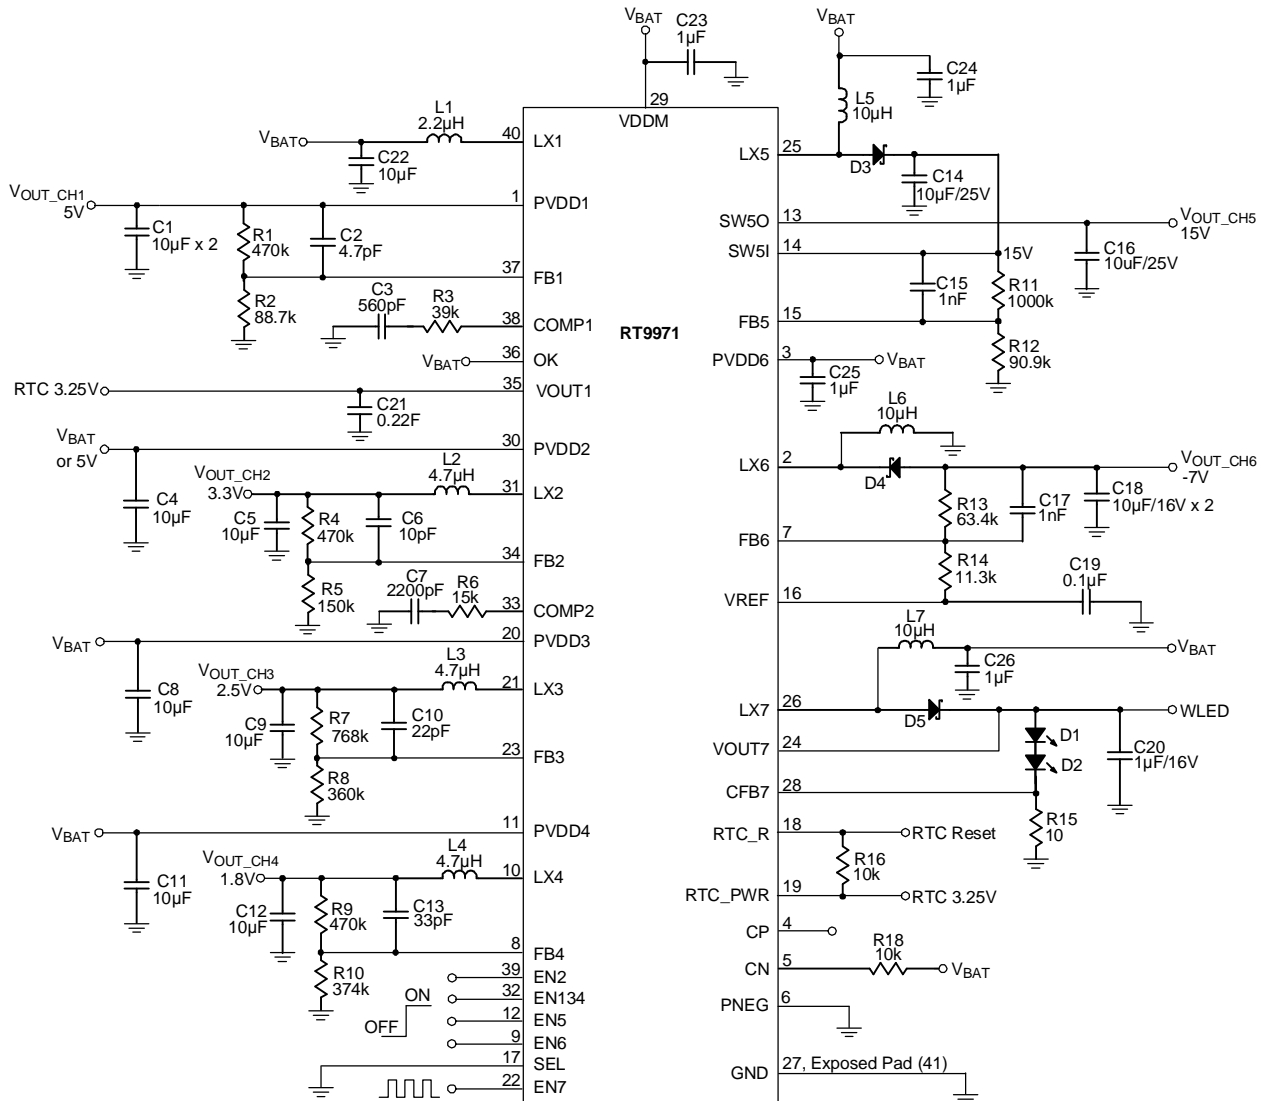 VBAT
C23
1µF
29
VDDM
VBAT
C24
1µF
L5
10µH
RT9971
VBAT
L1
2.2µH
40
LX1
C22
10µF
VOUT_CH1
5V
1
PVDD1
C1
10µF x 2
R1
470k
C2
4.7pF
37
FB1
R2
88.7k
C3
560pF
R3
39k
38
COMP1
VBAT
36
OK
RTC 3.25V
35
VOUT1
C21
0.22F
VBAT
or 5V
30
PVDD2
C4
10µF
VOUT_CH2
3.3V
L2
4.7µH
31
LX2
C5
10µF
R4
470k
C6
10pF
34
FB2
R5
150k
C7
2200pF
R6
15k
33
COMP2
VBAT
20
PVDD3
C8
10µF
VOUT_CH3
2.5V
L3
4.7µH
21
LX3
C9
10µF
R7
768k
C10
22pF
23
FB3
R8
360k
VBAT
11
PVDD4
C11
10µF
VOUT_CH4
1.8V
L4
4.7µH
10
LX4
C12
10µF
R9
470k
C13
33pF
8
FB4
R10
374k
39
EN2
ON
OFF
32
EN134
12
EN5
9
EN6
17
SEL
22
EN7
LX5
25
D3
C14
10µF/25V
SW5O
13
VOUT_CH5
15V
C16
10uF/25V
SW5I
14
15V
C15
1nF
R11
1000k
FB5
15
R12
90.9k
PVDD6
3
VBAT
C25
1µF
L6
10µH
LX6
2
D4
VOUT_CH6
-7V
R13
63.4k
C17
1nF
C18
10µF/16V x 2
FB6
7
R14
11.3k
C19
0.1µF
VREF
16
L7
10µH
VBAT
C26
1µF
LX7
26
D5
WLED
D1
D2
C20
1µF/16V
VOUT7
24
CFB7
28
R15
10
RTC_R
18
RTC Reset
R16
10k
RTC_PWR
19
RTC 3.25V
CP
4
CN
5
R18
10k
VBAT
PNEG
6
GND
27, Exposed Pad (41)